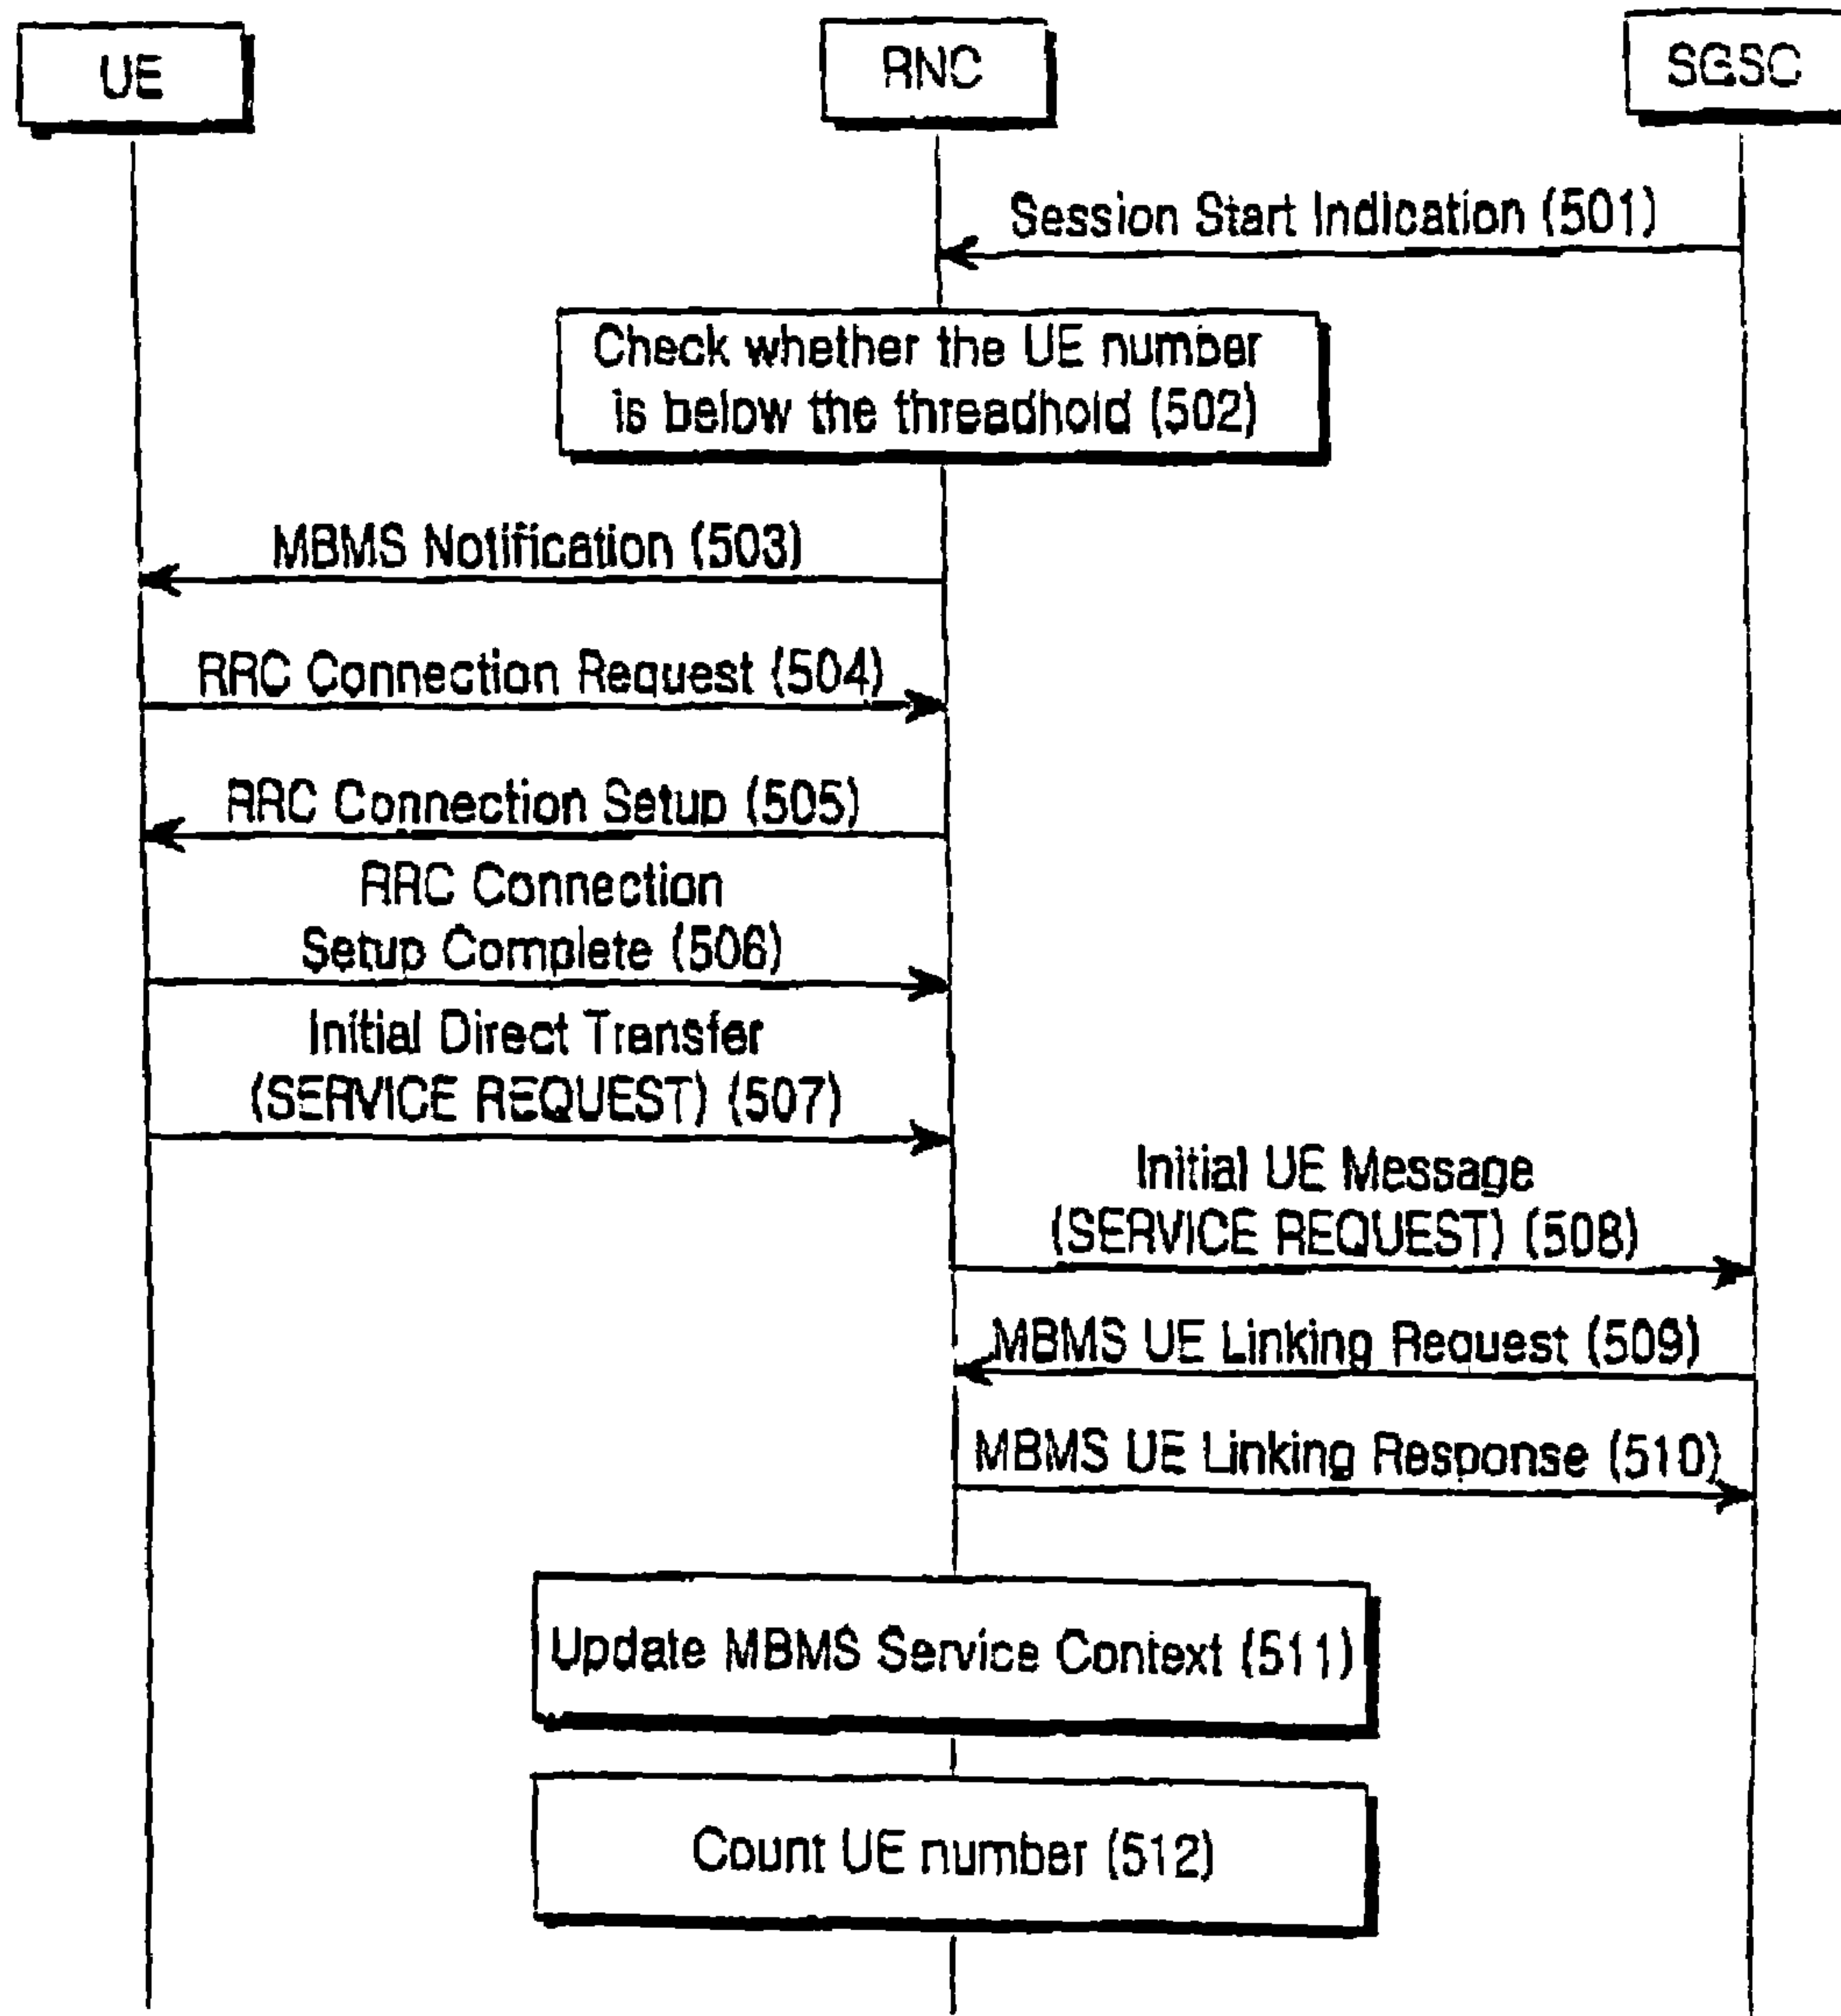 UE
RNC
SGSC
Session Start Indication (501)
Check whether the UE number
is below the threadhold (502)
MBMS Notification (503)
RRC Connection Request (504)
RRC Connection Setup (505)
RRC Connection
Setup Complete (506)
Initial Direct Transfer
(SERVICE REQUEST) (507)
Initial UE Message
(SERVICE REQUEST) (508)
MBMS UE Linking Request (509)
MBMS UE Linking Response (510)
Update MBMS Service Context (511)
Count UE number (512)